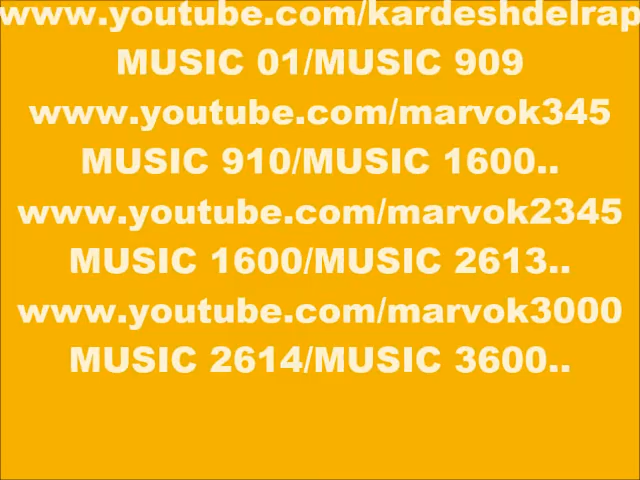 www.youtube.com/kardeshdelrap
MUSIC 01/MUSIC 909
www.youtube.com/marvok345
MUSIC 910/MUSIC 1600..
www.youtube.com/marvok2345
MUSIC 1600/MUSIC 2613..
www.youtube.com/marvok3000
MUSIC 2614/MUSIC 3600..